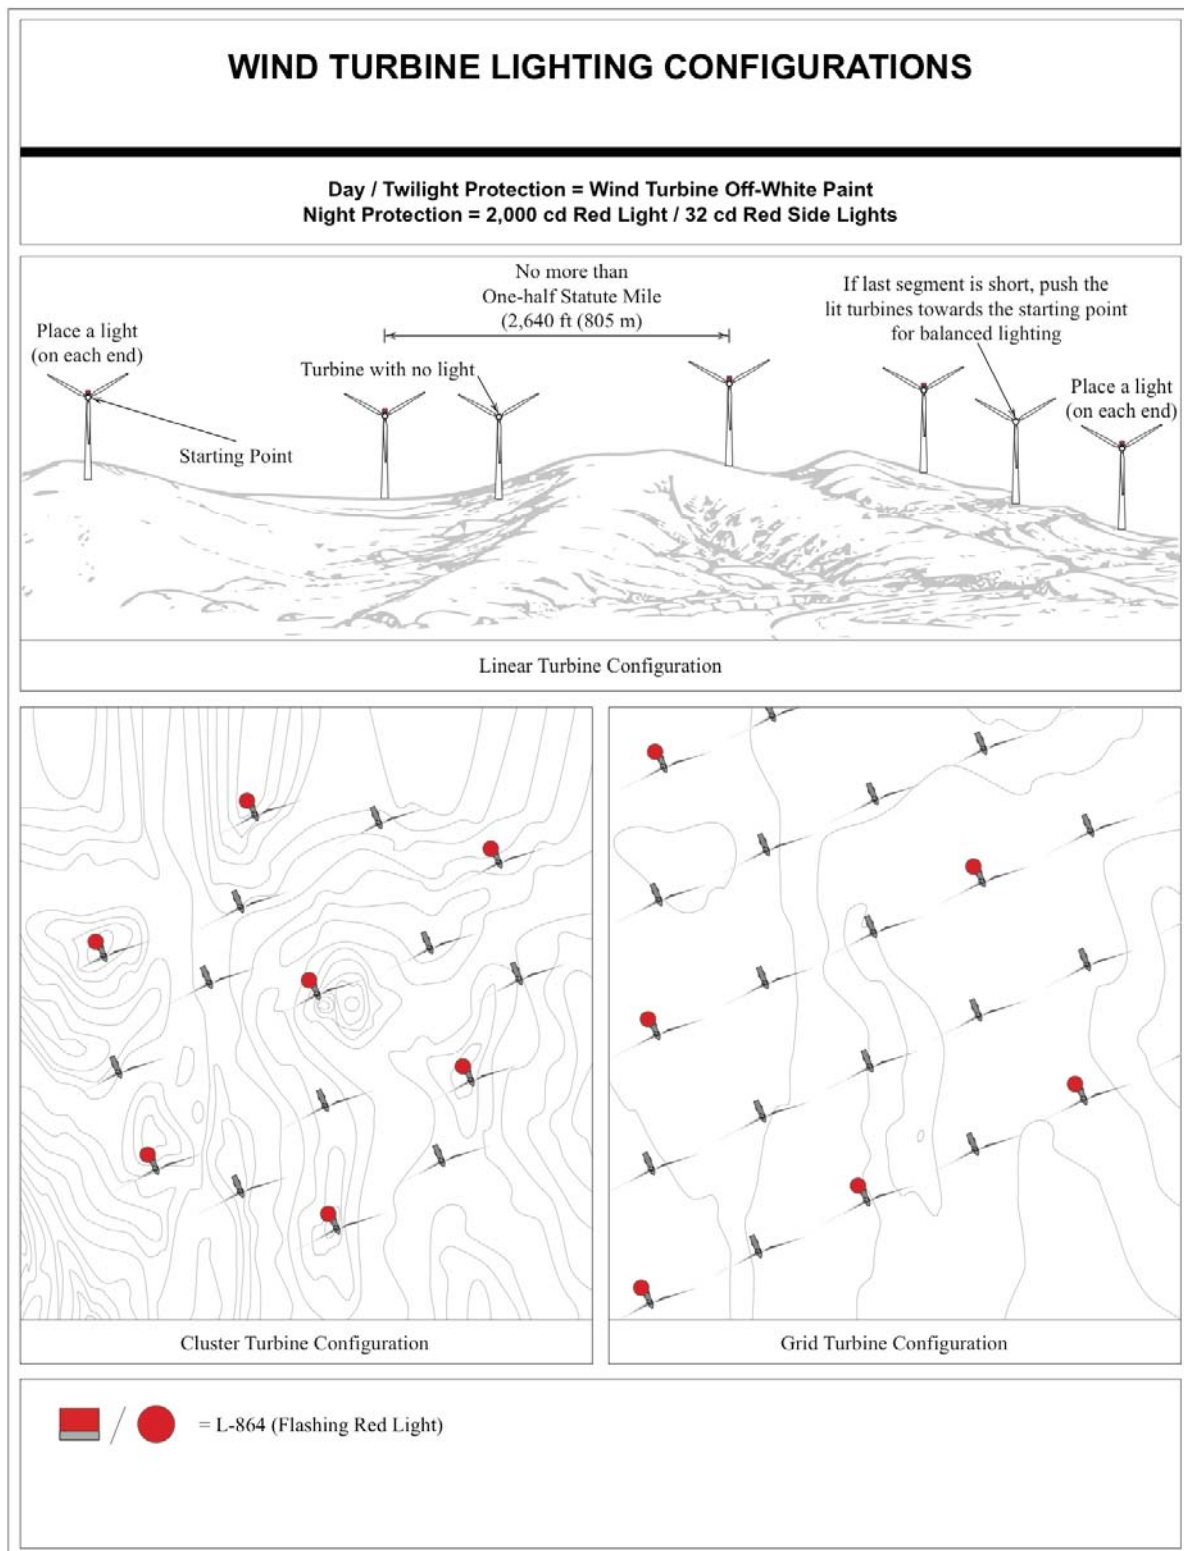 WIND TURBINE LIGHTING CONFIGURATIONS
Day / Twilight Protection = Wind Turbine Off-White Paint
Night Protection = 2,000 cd Red Light / 32 cd Red Side Lights
Place a light
(on each end)
Starting Point
No more than
One-half Statute Mile
(2,640 ft (805 m)
Turbine with no light
If last segment is short, push the
lit turbines towards the starting point
for balanced lighting
Place a light
(on each end)
Linear Turbine Configuration
Cluster Turbine Configuration
Grid Turbine Configuration
/ = L-864 (Flashing Red Light)